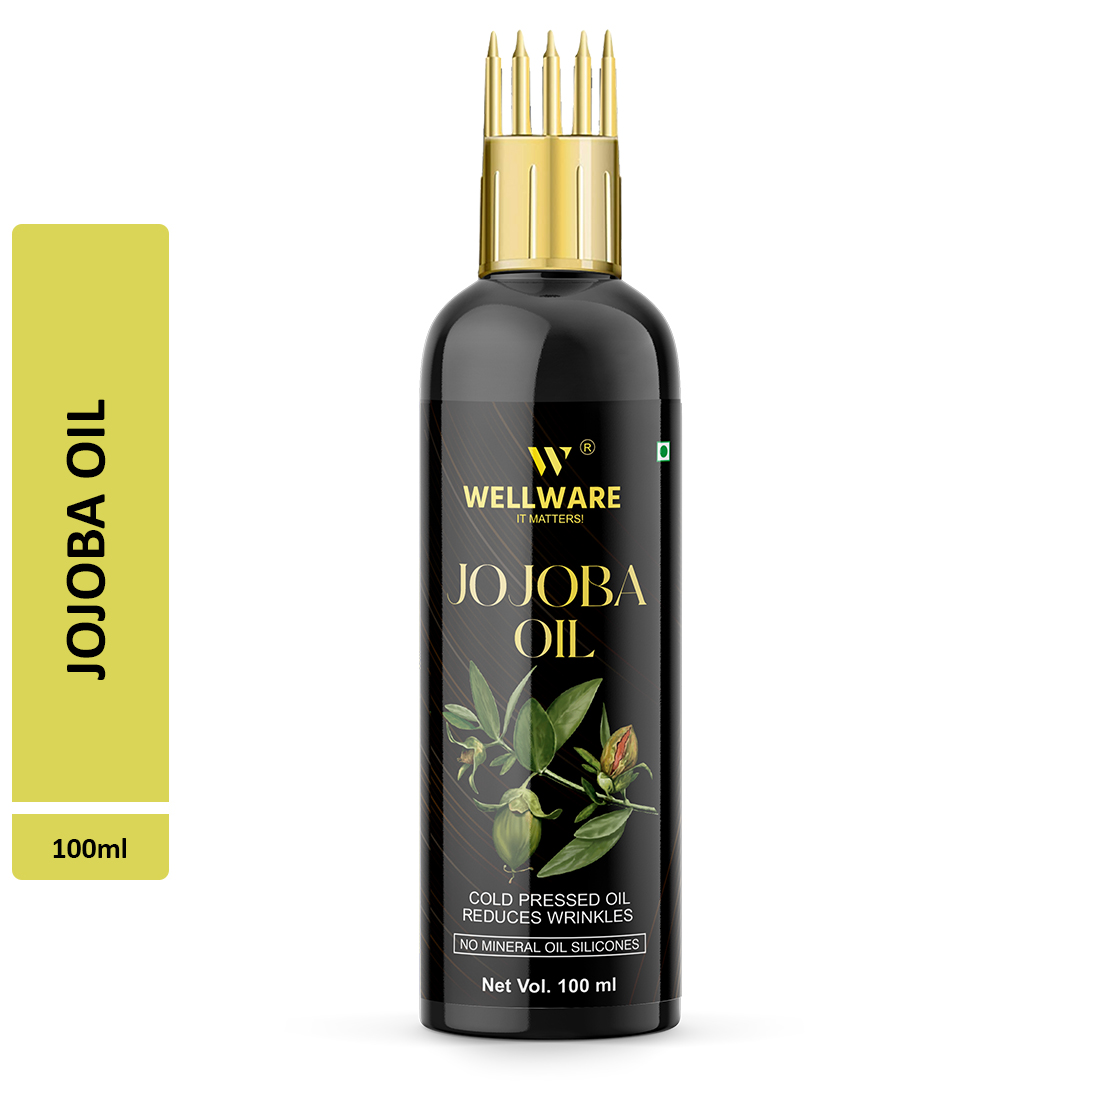 JOJOBA OIL
100ml
W ®
WELLWARE
IT MATTERS!
JOJOBA
OIL
COLD PRESSED OIL
REDUCES WRINKLES
NO MINERAL OIL SILICONES
Net Vol. 100 ml